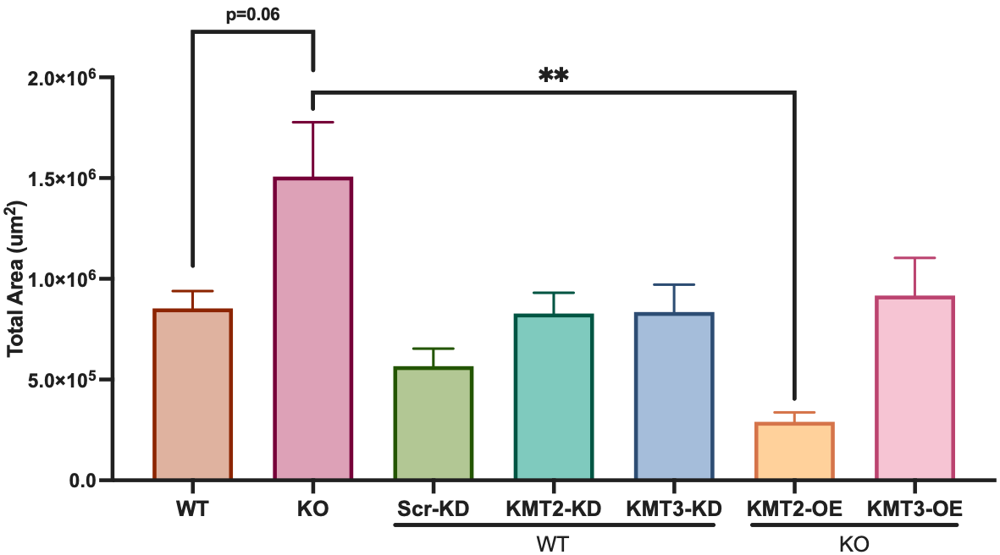 p=0.06
**
2.0×10⁶
1.5×10⁶
1.0×10⁶
5.0×10⁵
0.0
Total Area (um²)
WT KO Scr-KD KMT2-KD KMT3-KD KMT2-OE KMT3-OE
WT KO